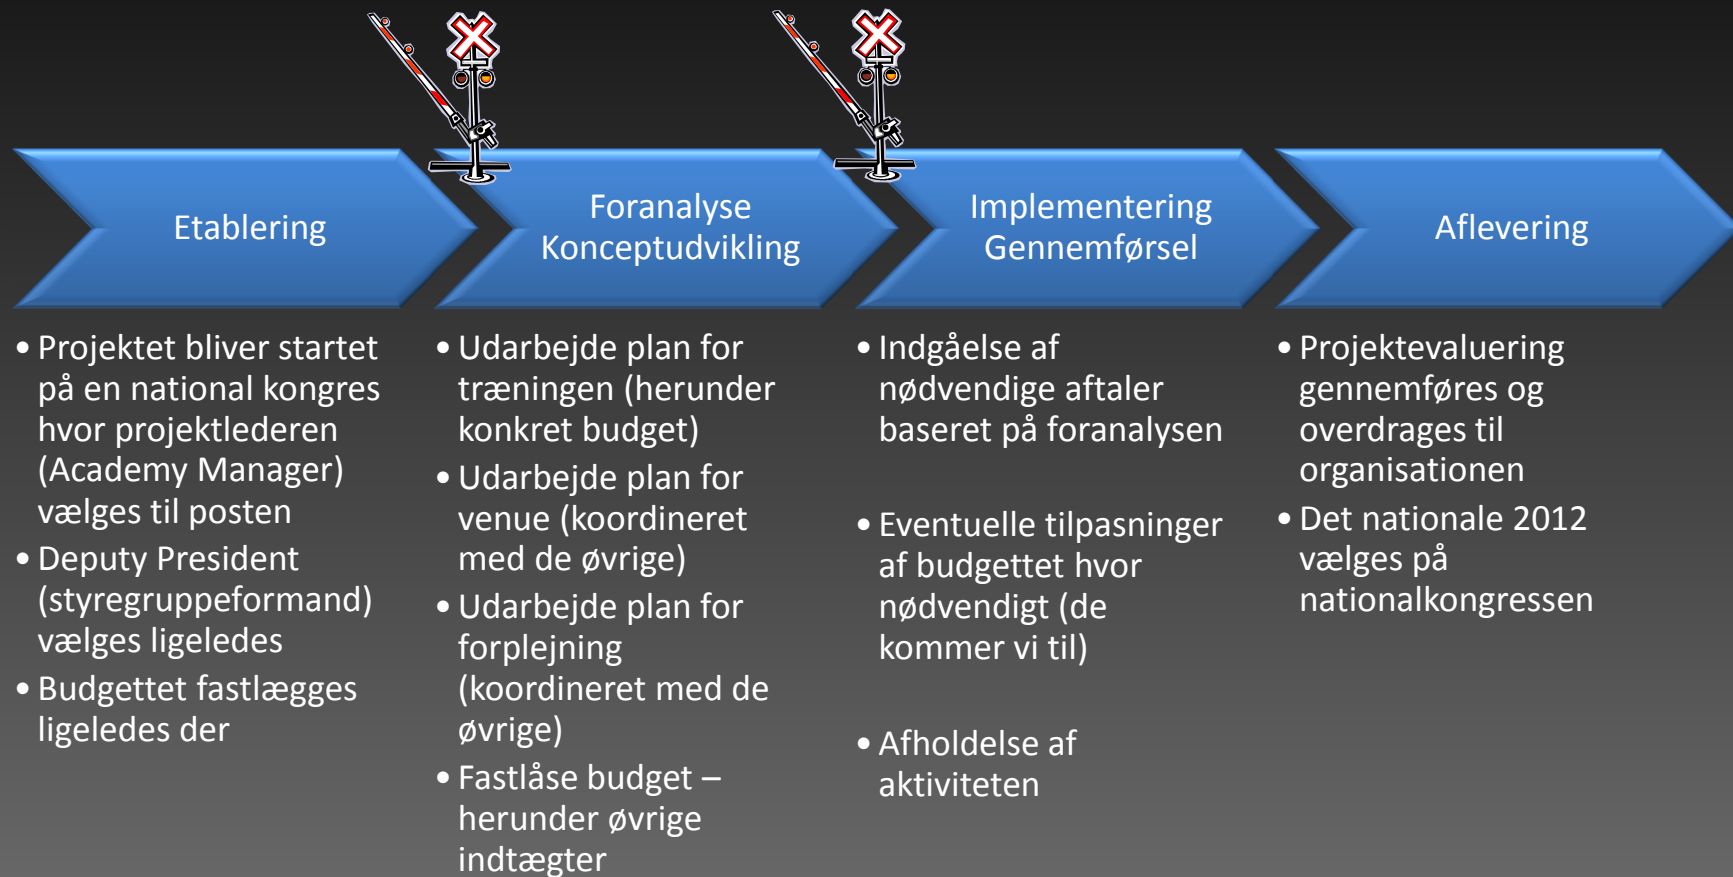 Etablering
• Projektet bliver startet
på en national kongres
hvor projektlederen
(Academy Manager)
vælges til posten
• Deputy President
(styregruppeformand)
vælges ligeledes
• Budgettet fastlægges
ligeledes der
Foranalyse
Konceptudvikling
• Udarbejde plan for
træningen (herunder
konkret budget)
• Udarbejde plan for
venue (koordineret
med de øvrige)
• Udarbejde plan for
forplejning
(koordineret med de
øvrige)
• Fastlåse budget –
herunder øvrige
indtægter
Implementering
Gennemførsel
• Indgåelse af
nødvendige aftaler
baseret på foranalysen
• Eventuelle tilpasninger
af budgettet hvor
nødvendigt (de
kommer vi til)
• Afholdelse af
aktiviteten
Aflevering
• Projektevaluering
gennemføres og
overdrages til
organisationen
• Det nationale 2012
vælges på
nationalkongressen